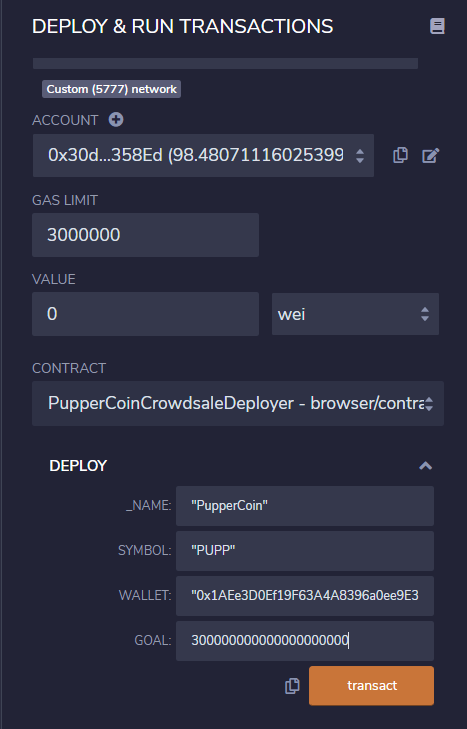 DEPLOY & RUN TRANSACTIONS
Custom (5777) network
ACCOUNT
0x30d...358Ed (98.48071116025399
GAS LIMIT
3000000
VALUE
0 wei
CONTRACT
PupperCoinCrowdsaleDeployer - browser/contra
DEPLOY
_NAME: "PupperCoin"
SYMBOL: "PUPP"
WALLET: "0x1AEe3D0Ef19F63A4A8396a0ee9E3
GOAL: 300000000000000000000
transact